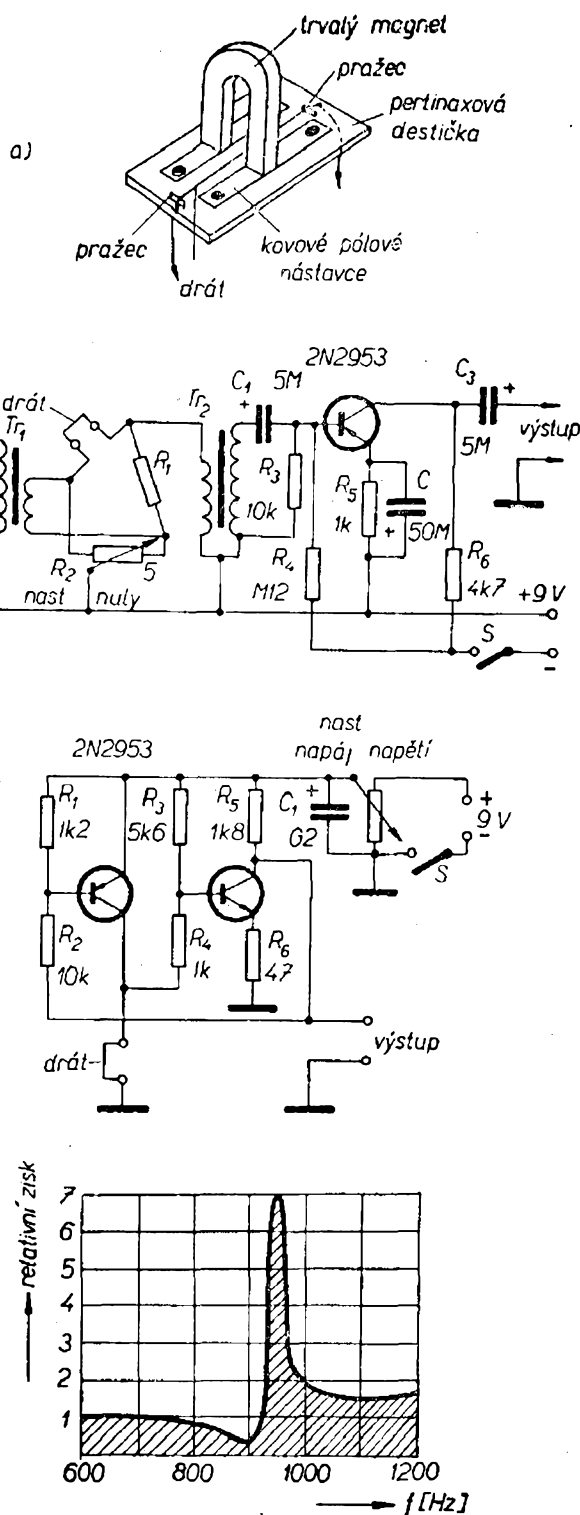 trvalý magnet
pražec
pertinaxová
destička
a)
pražec
kovové pólové
nástavce
drát
2N2953
C3
+
C1
5M
+
drát
Tr1
Tr2
výstup
5M
R1
R3
10k
R5
1k
C
+
50M
R2
5
R4
M12
R6
4k7
nast nuly
+9V
S
-
nast
napáj napětí
2N2953
R1
1k2
R3
5k6
R5
1k8
C1
+
G2
+
9V
-
S
R2
10k
R4
1k
R6
47
výstup
drát
relativní zisk
7
6
5
4
3
2
1
600
800
1000
1200
f [Hz]